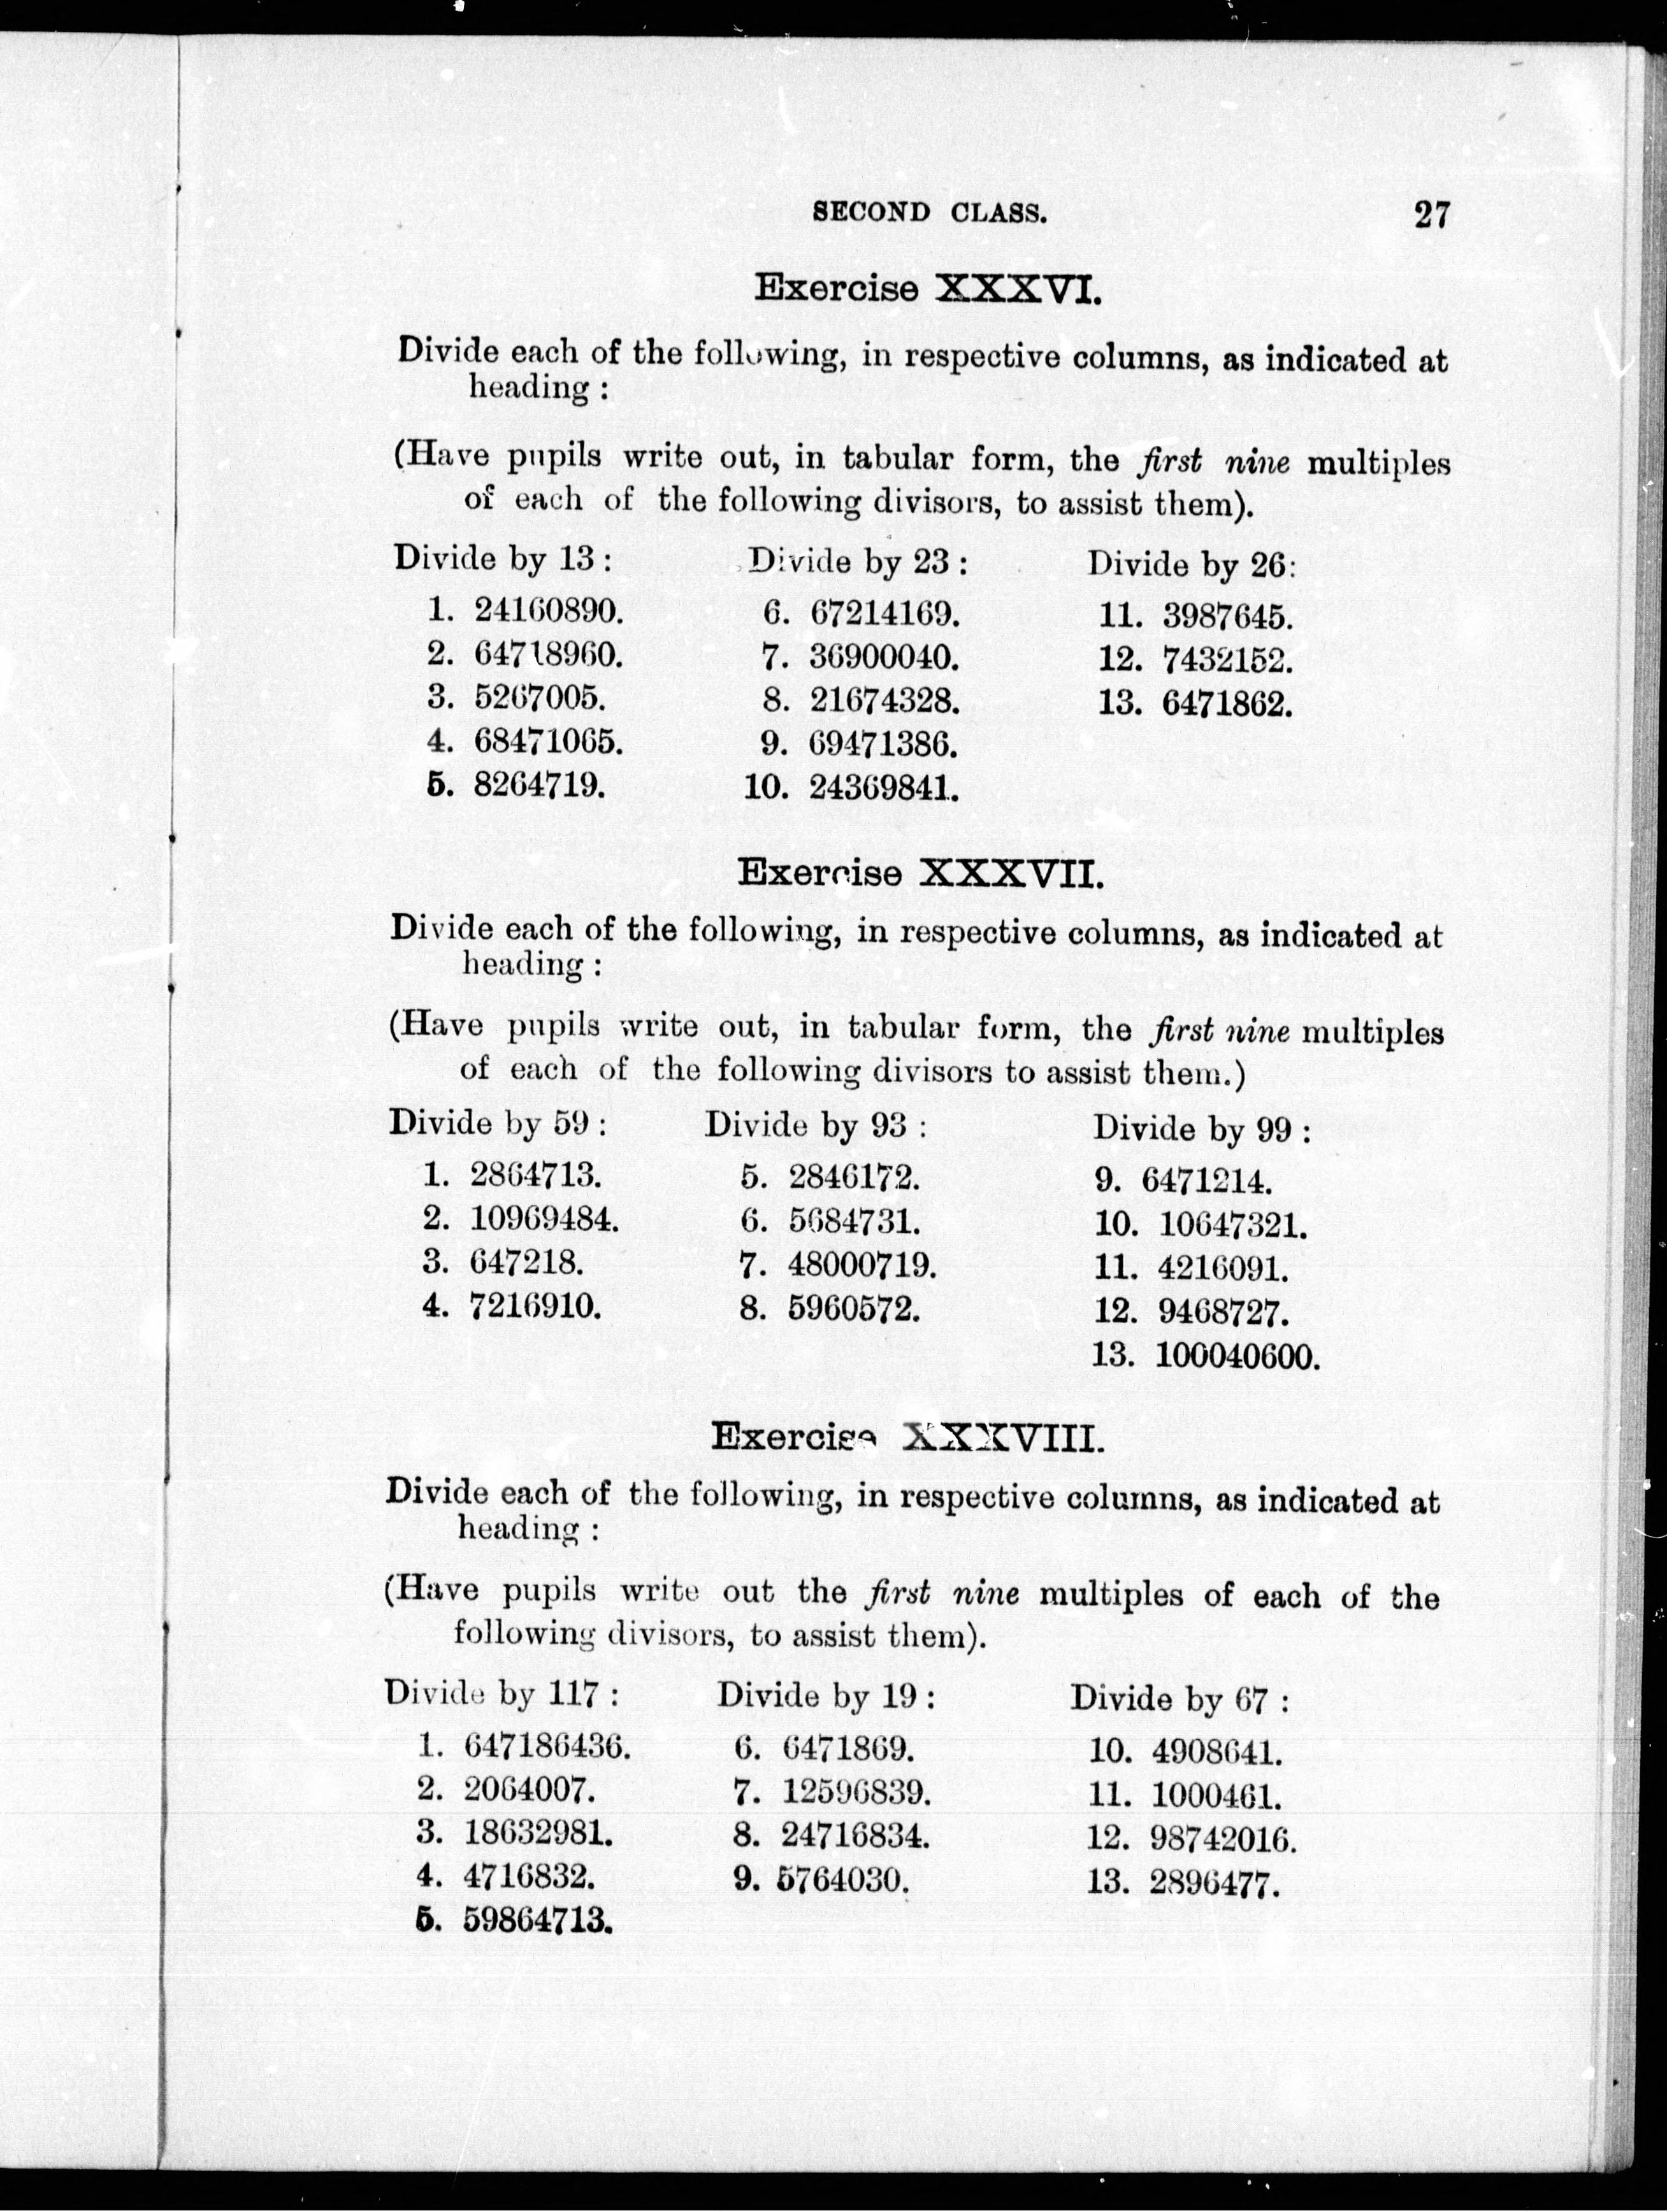 SECOND CLASS. 27
Exercise XXXVI.
Divide each of the following, in respective columns, as indicated at
heading :
(Have pupils write out, in tabular form, the first nine multiples
of each of the following divisors, to assist them).
Divide by 13 : Divide by 23 : Divide by 26:
1. 24160890. 6. 67214169. 11. 3987645.
2. 64718960. 7. 36900040. 12. 7432152.
3. 5267005. 8. 21674328. 13. 6471862.
4. 68471065. 9. 69471386.
5. 8264719. 10. 24369841.
Exercise XXXVII.
Divide each of the following, in respective columns, as indicated at
heading :
(Have pupils write out, in tabular form, the first nine multiples
of each of the following divisors to assist them.)
Divide by 59 : Divide by 93 : Divide by 99 :
1. 2864713. 5. 2846172. 9. 6471214.
2. 10969484. 6. 5684731. 10. 10647321.
3. 647218. 7. 48000719. 11. 4216091.
4. 7216910. 8. 5960572. 12. 9468727.
13. 100040600.
Exercise XXXVIII.
Divide each of the following, in respective columns, as indicated at
heading :
(Have pupils write out the first nine multiples of each of the
following divisors, to assist them).
Divide by 117 : Divide by 19 : Divide by 67 :
1. 647186436. 6. 6471869. 10. 4908641.
2. 2064007. 7. 12596839. 11. 1000461.
3. 18632981. 8. 24716834. 12. 98742016.
4. 4716832. 9. 5764030. 13. 2896477.
5. 59864713.